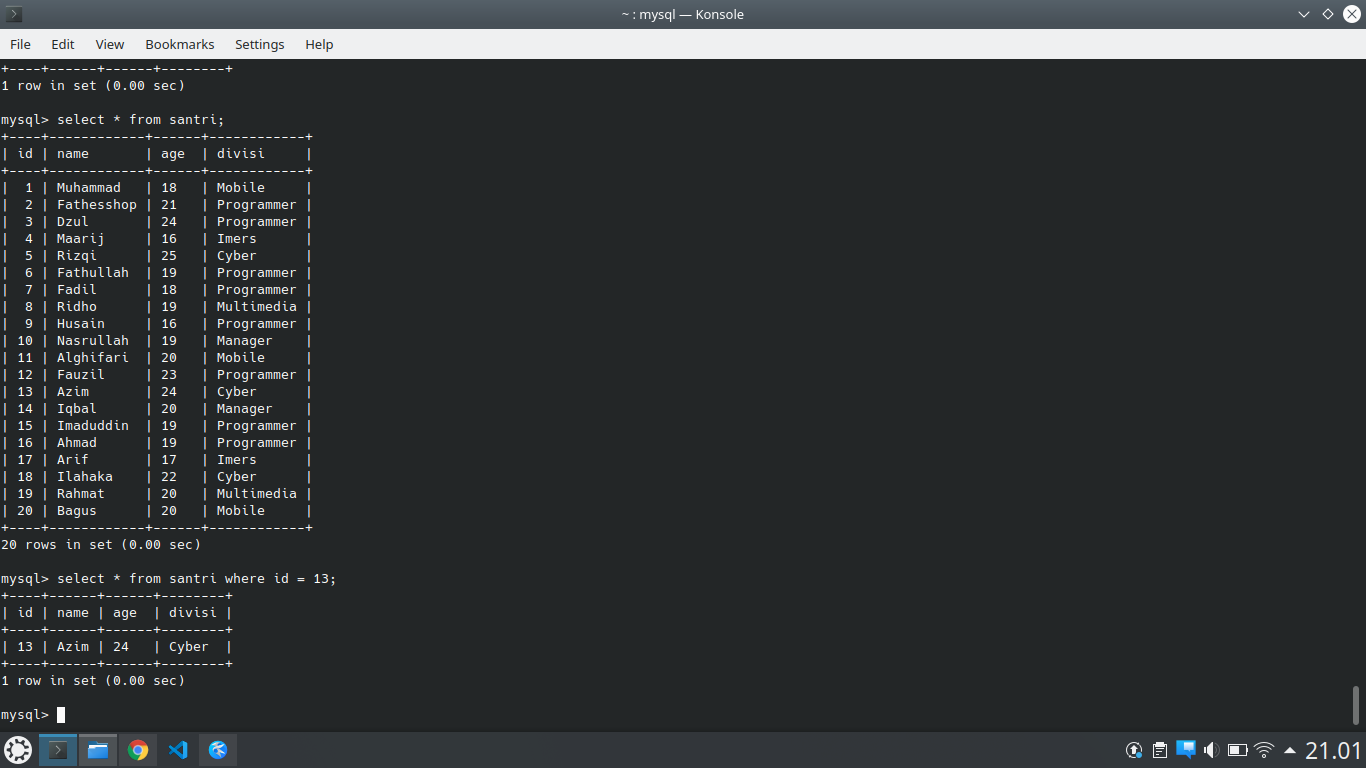 ~ : mysql — Konsole
File Edit View Bookmarks Settings Help
+----+------+------+--------+
1 row in set (0.00 sec)
mysql> select * from santri;
+----+------------+------+------------+
| id | name       | age  | divisi     |
+----+------------+------+------------+
|  1 | Muhammad   | 18   | Mobile     |
|  2 | Fathesshop | 21   | Programmer |
|  3 | Dzul       | 24   | Programmer |
|  4 | Maarij     | 16   | Imers      |
|  5 | Rizqi      | 25   | Cyber      |
|  6 | Fathullah  | 19   | Programmer |
|  7 | Fadil      | 18   | Programmer |
|  8 | Ridho      | 19   | Multimedia |
|  9 | Husain     | 16   | Programmer |
| 10 | Nasrullah  | 19   | Manager    |
| 11 | Alghifari  | 20   | Mobile     |
| 12 | Fauzil     | 23   | Programmer |
| 13 | Azim       | 24   | Cyber      |
| 14 | Iqbal      | 20   | Manager    |
| 15 | Imaduddin  | 19   | Programmer |
| 16 | Ahmad      | 19   | Programmer |
| 17 | Arif       | 17   | Imers      |
| 18 | Ilahaka    | 22   | Cyber      |
| 19 | Rahmat     | 20   | Multimedia |
| 20 | Bagus      | 20   | Mobile     |
+----+------------+------+------------+
20 rows in set (0.00 sec)
mysql> select * from santri where id = 13;
+----+------+------+--------+
| id | name | age  | divisi |
+----+------+------+--------+
| 13 | Azim | 24   | Cyber  |
+----+------+------+--------+
1 row in set (0.00 sec)
mysql>
21.01